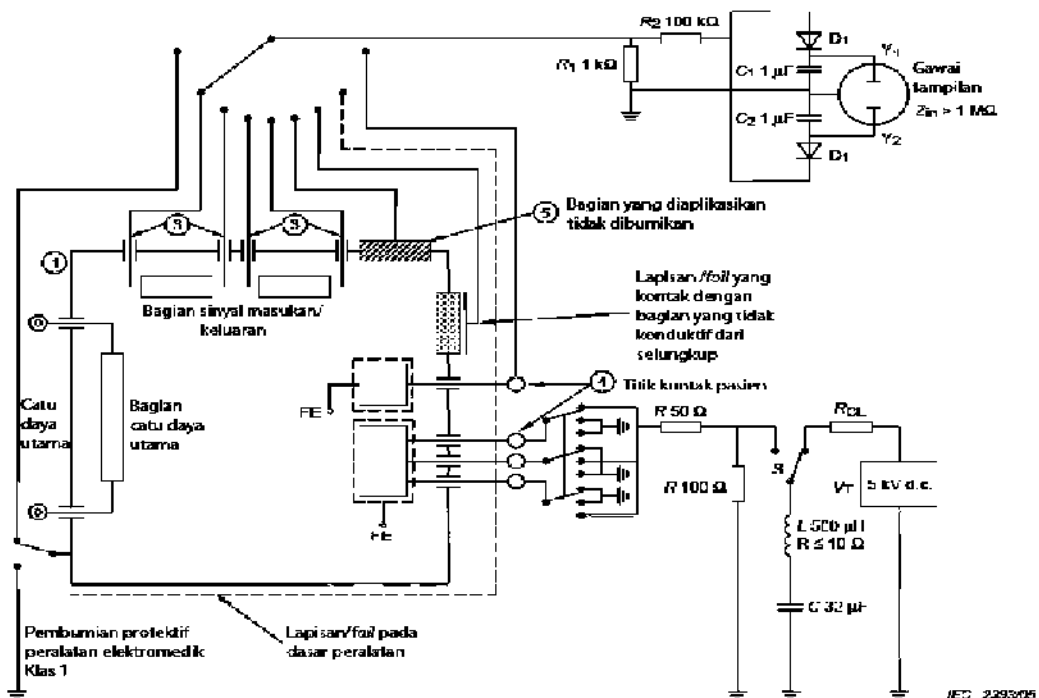 R₂ 100 kΩ
R₁ 1 kΩ
D₁
C₁ 1 µF
C₂ 1 µF
D₁
Y₁
Y₂
Gawai
tampilan
Zin > 1 MΩ
1
3
3
5
Bagian yang diaplikasikan
tidak dibumikan
Bagian sinyal masukan/
keluaran
Lapisan /foil yang
kontak dengan
bagian yang tidak
konduktif dari
selungkup
4
Titik kontak pasien
Catu
daya
utama
Bagian
catu daya
utama
FE
FE
R 50 Ω
R 100 Ω
S
RCL
VT
5 kV d.c.
L 500 µH
R ≤ 10 Ω
C 32 µF
Pembumian protektif
peralatan elektromedik
Klas 1
Lapisan/foil pada
dasar peralatan